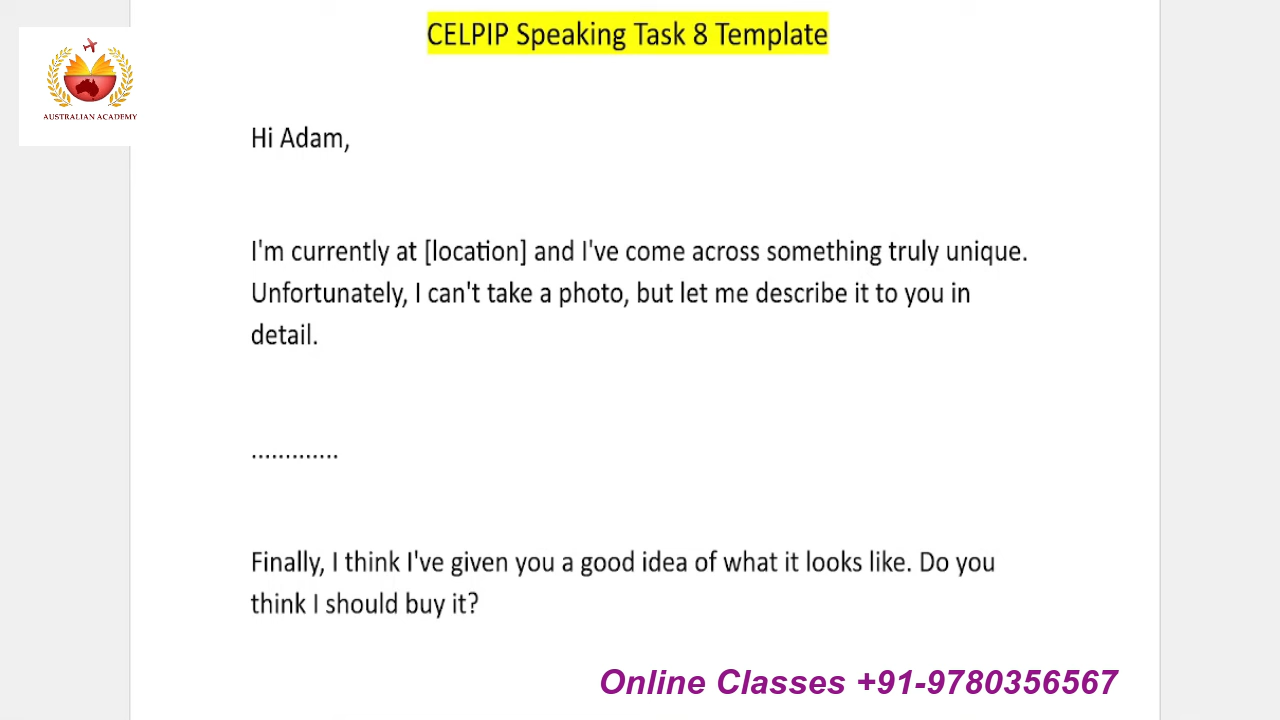 CELPIP Speaking Task 8 Template
AUSTRALIAN ACADEMY
Hi Adam,
I'm currently at [location] and I've come across something truly unique.
Unfortunately, I can't take a photo, but let me describe it to you in
detail.
.............
Finally, I think I've given you a good idea of what it looks like. Do you
think I should buy it?
Online Classes +91-9780356567